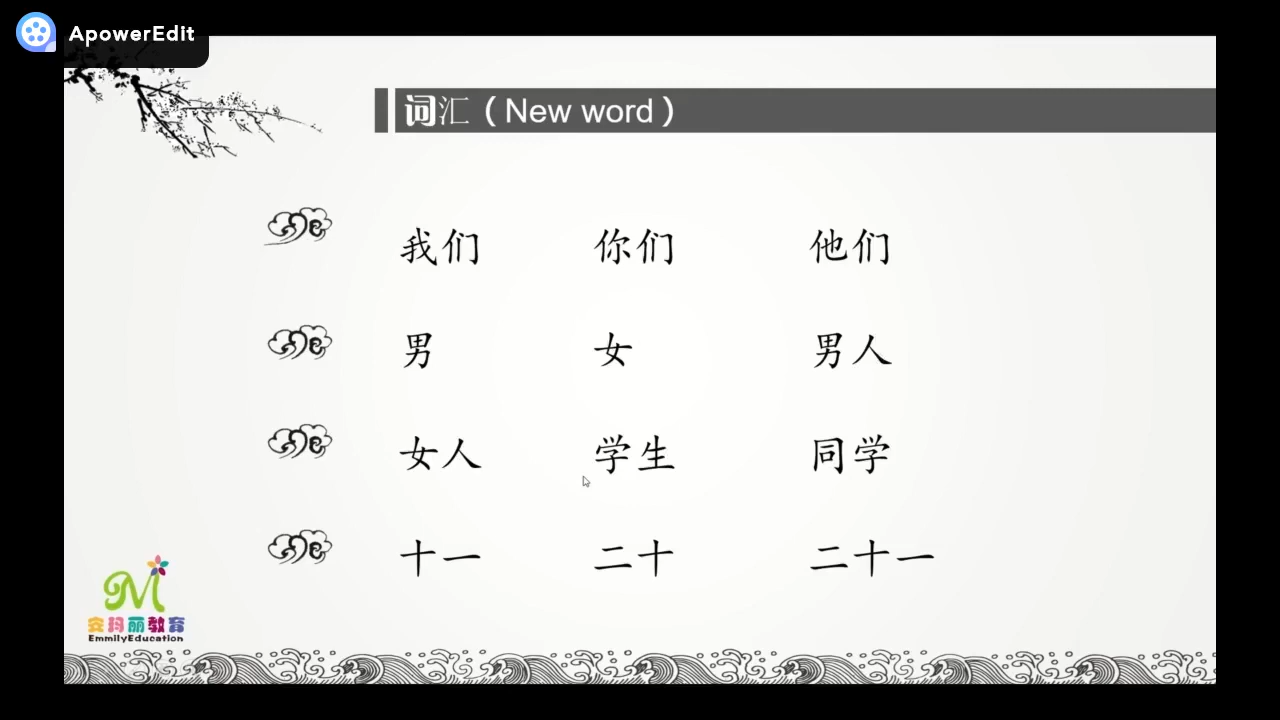 ApowerEdit
词汇（New word）
我们 你们 他们
男 女 男人
女人 学生 同学
十一 二十 二十一
安玛丽教育
EmmilyEducation